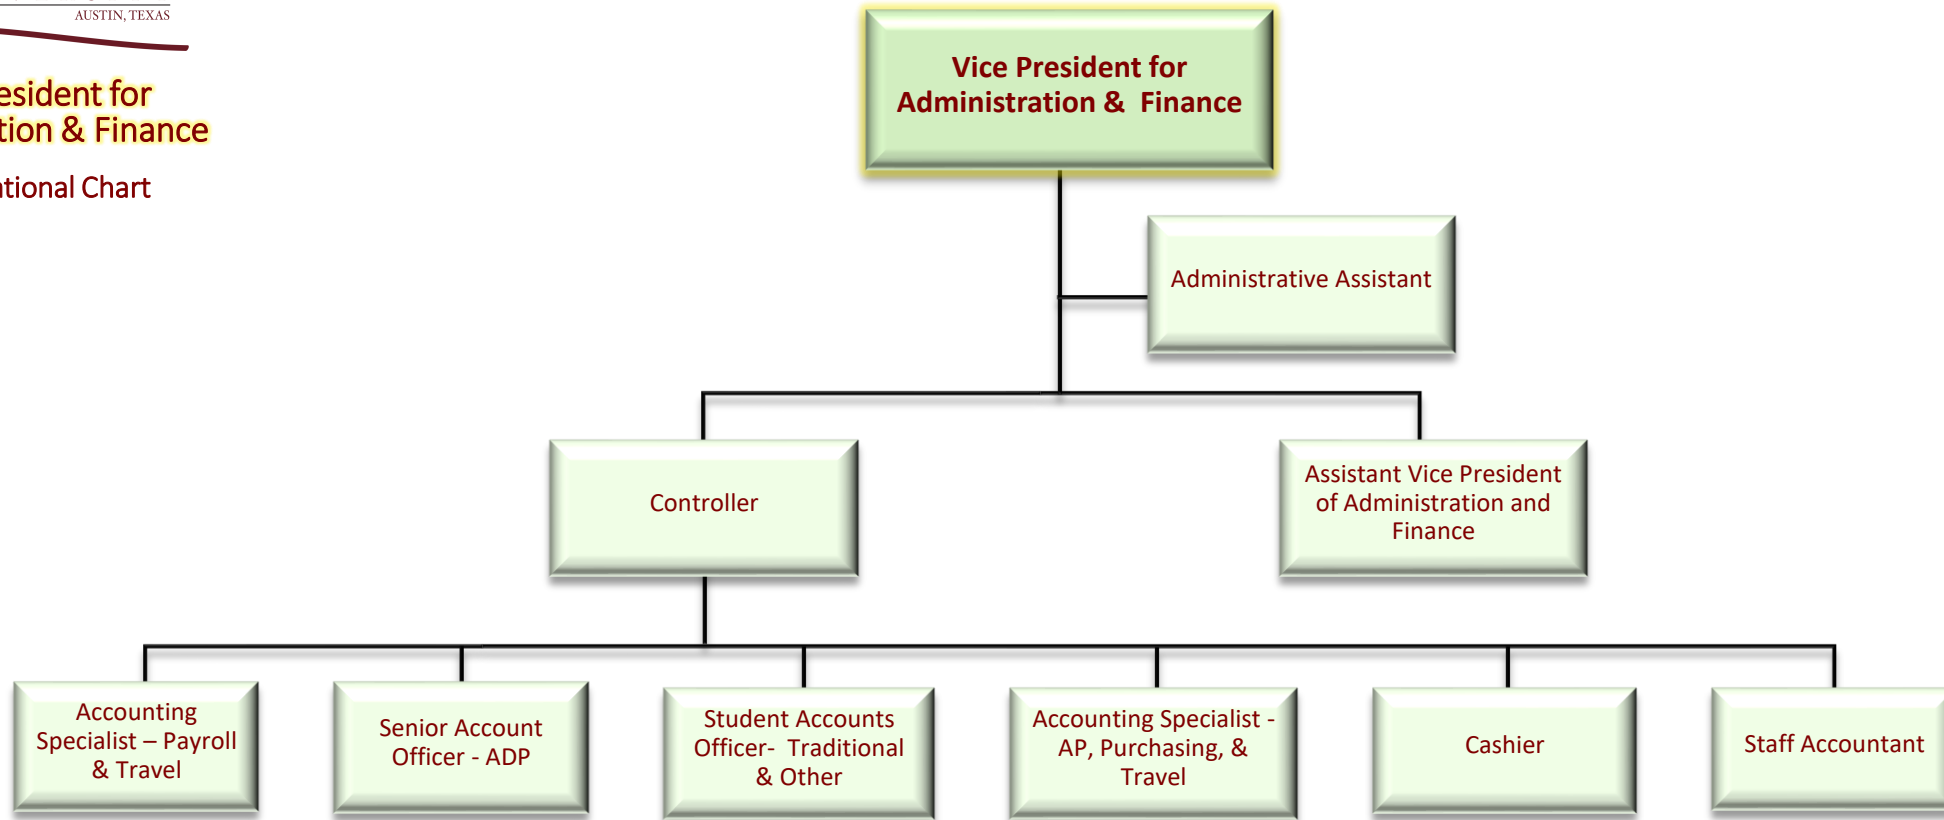 AUSTIN, TEXAS
esident for
tion & Finance
ational Chart
Vice President for
Administration & Finance
Administrative Assistant
Controller
Assistant Vice President
of Administration and
Finance
Accounting
Specialist – Payroll
& Travel
Senior Account
Officer - ADP
Student Accounts
Officer- Traditional
& Other
Accounting Specialist -
AP, Purchasing, &
Travel
Cashier
Staff Accountant